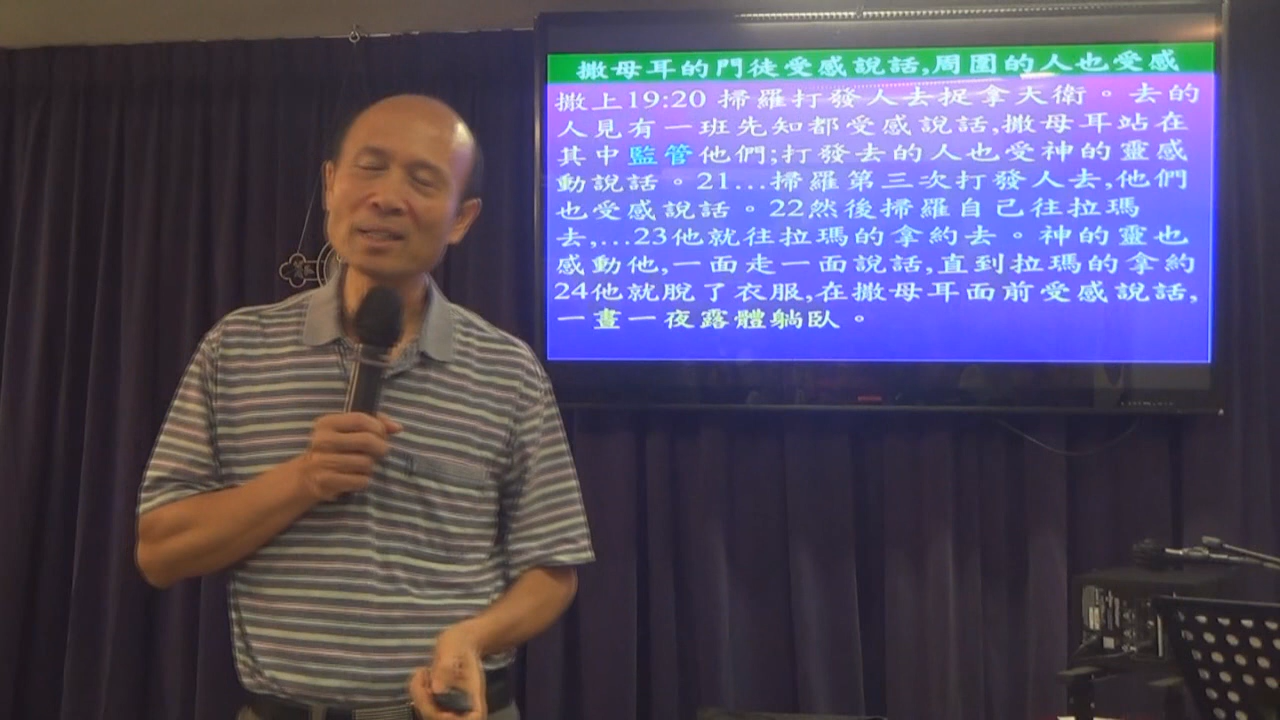 撒母耳的門徒受感說話,周圍的人也受感
撒上19:20 掃羅打發人去捉拿大衛。去的
人見有一班先知都受感說話,撒母耳站在
其中監管他們;打發去的人也受神的靈感
動說話。21...掃羅第三次打發人去,他們
也受感說話。22然後掃羅自己往拉瑪
去,...23他就往拉瑪的拿約去。神的靈也
感動他,一面走一面說話,直到拉瑪的拿約
24他就脫了衣服,在撒母耳面前受感說話,
一晝一夜露體躺臥。